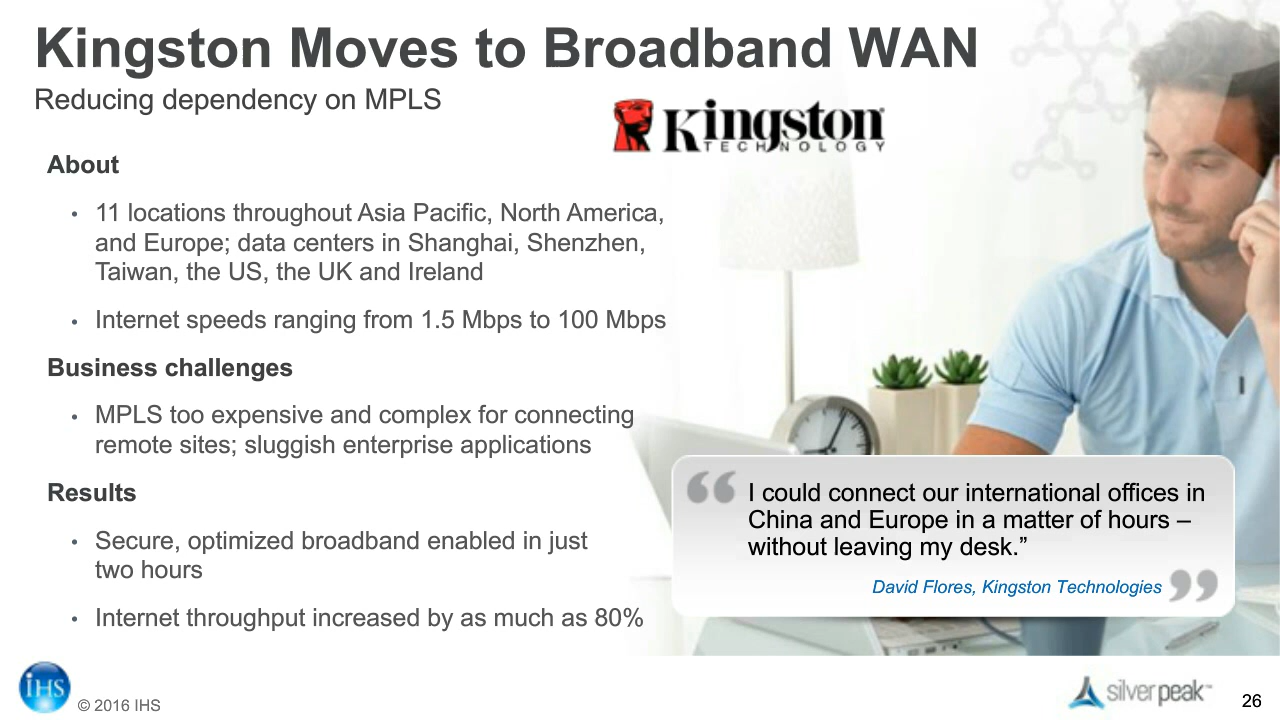 Kingston Moves to Broadband WAN
Reducing dependency on MPLS
Kingston
TECHNOLOGY
About
• 11 locations throughout Asia Pacific, North America,
and Europe; data centers in Shanghai, Shenzhen,
Taiwan, the US, the UK and Ireland
• Internet speeds ranging from 1.5 Mbps to 100 Mbps
Business challenges
• MPLS too expensive and complex for connecting
remote sites; sluggish enterprise applications
Results
• Secure, optimized broadband enabled in just
two hours
• Internet throughput increased by as much as 80%
“ I could connect our international offices in
China and Europe in a matter of hours –
without leaving my desk.”
David Flores, Kingston Technologies ”
IHS
© 2016 IHS
silver peak™
26